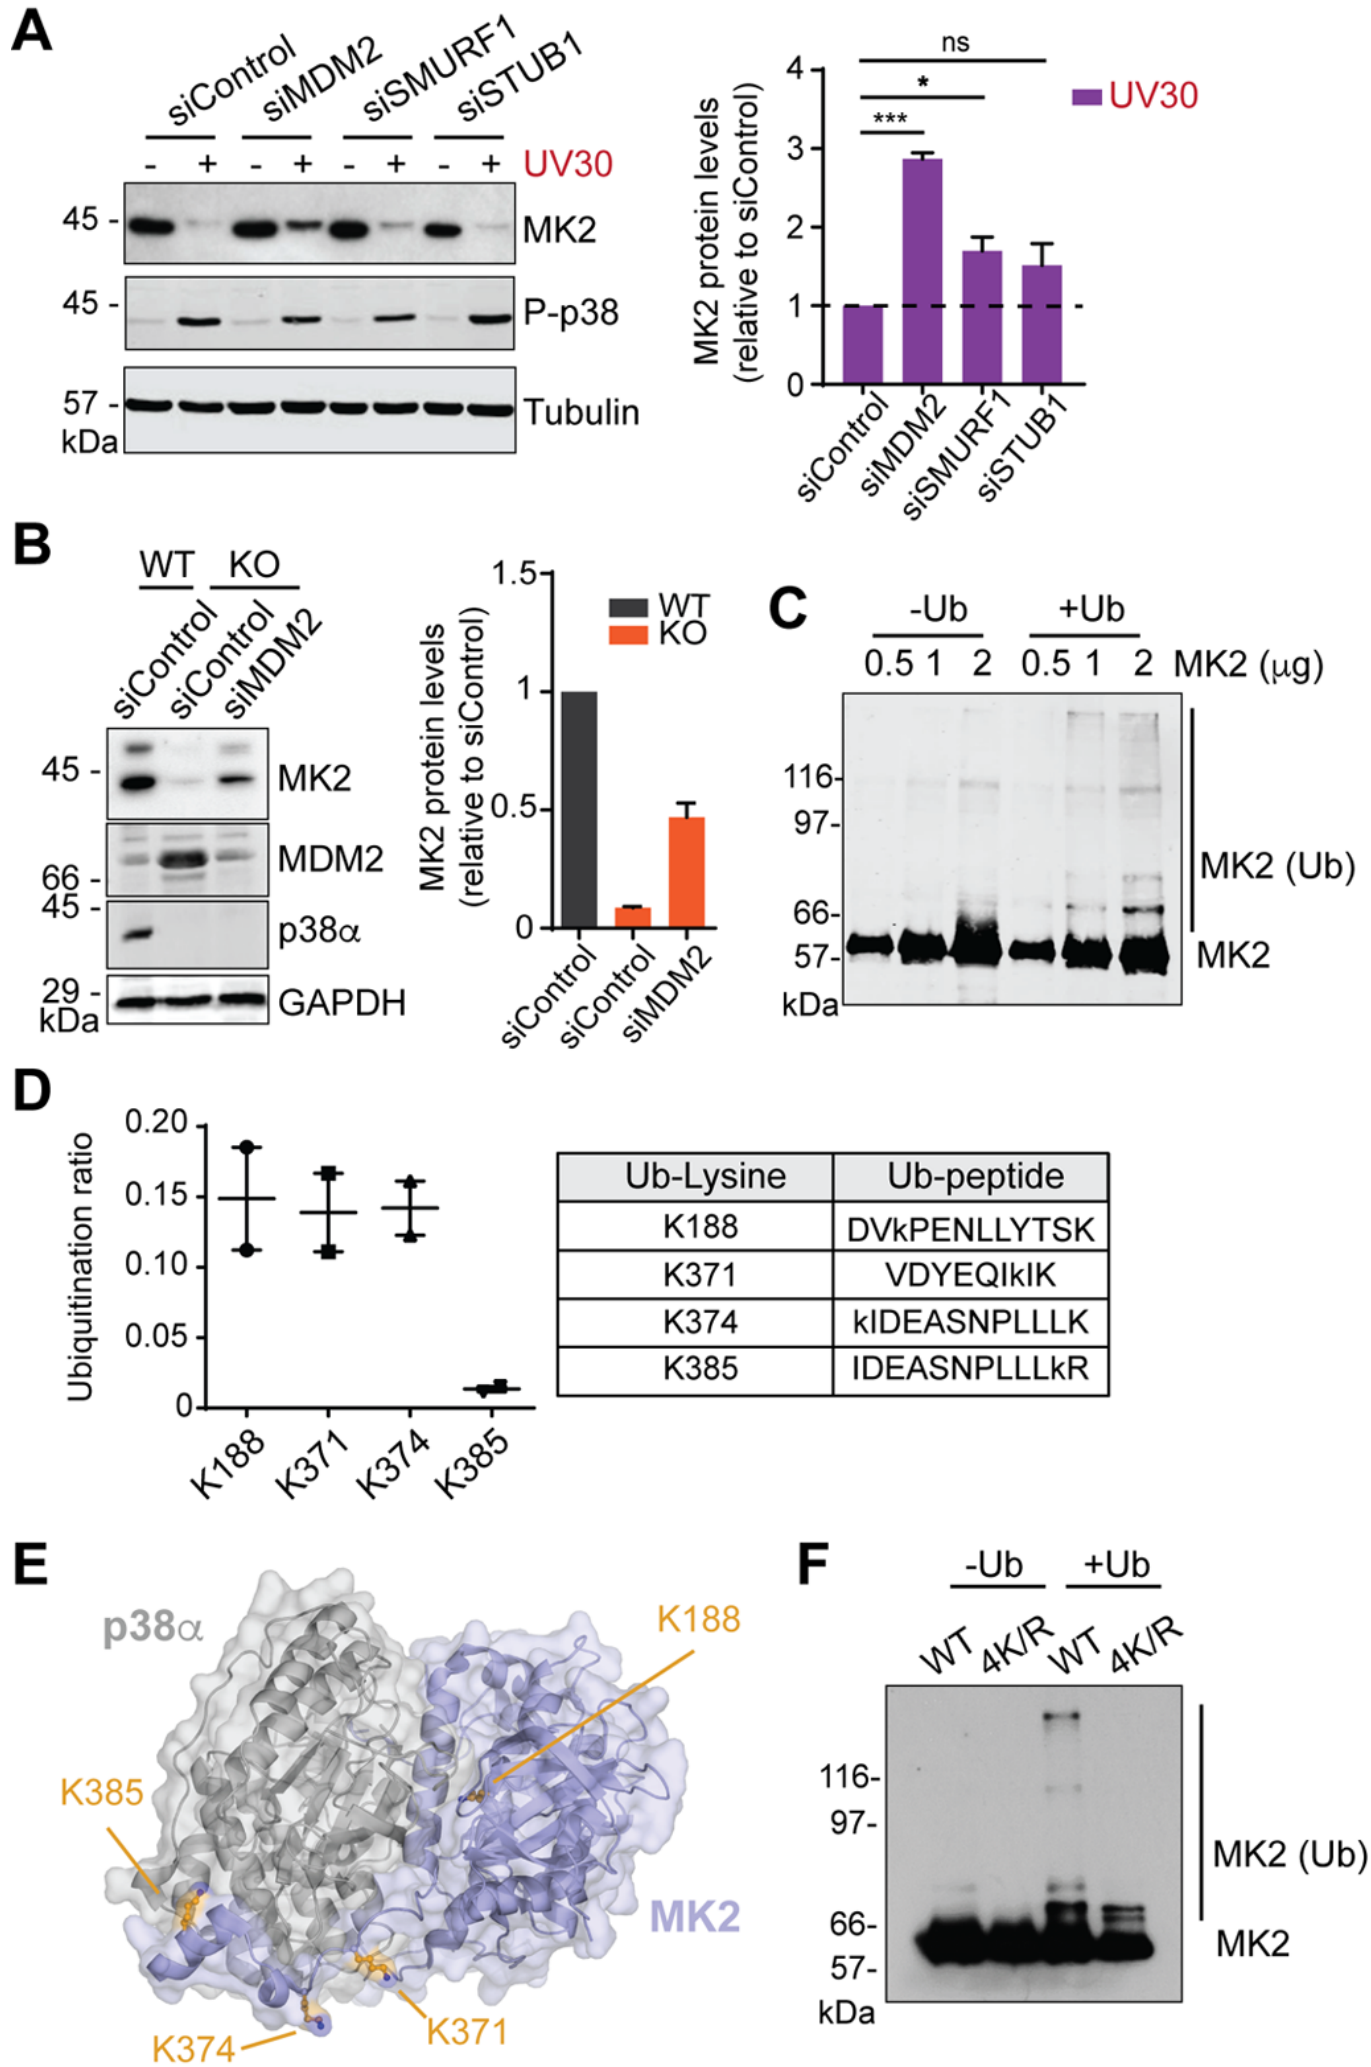 A
siControl
siMDM2
siSMURF1
siSTUB1
- + - + - + - + UV30
45 -
MK2
45 -
P-p38
57 -
Tubulin
kDa
MK2 protein levels
(relative to siControl)
4
3
2
1
0
ns
*
***
UV30
siControl
siMDM2
siSMURF1
siSTUB1
B
WT KO
siControl
siControl
siMDM2
45 -
MK2
MDM2
66 -
45 -
p38α
29 -
GAPDH
kDa
MK2 protein levels
(relative to siControl)
1.5
1
0.5
0
WT
KO
siControl
siControl
siMDM2
C
-Ub +Ub
0.5 1 2 0.5 1 2 MK2 (μg)
116-
97-
66-
57-
kDa
MK2 (Ub)
MK2
D
Ubiquitination ratio
0.20
0.15
0.10
0.05
0
K188
K371
K374
K385
Ub-Lysine Ub-peptide
K188 DVkPENLLYTSK
K371 VDYEQIkIK
K374 kIDEASNPLLLK
K385 IDEASNPLLLkR
E
p38α
K188
K385
MK2
K371
K374
F
-Ub +Ub
WT
4K/R
WT
4K/R
116-
97-
66-
57-
kDa
MK2 (Ub)
MK2